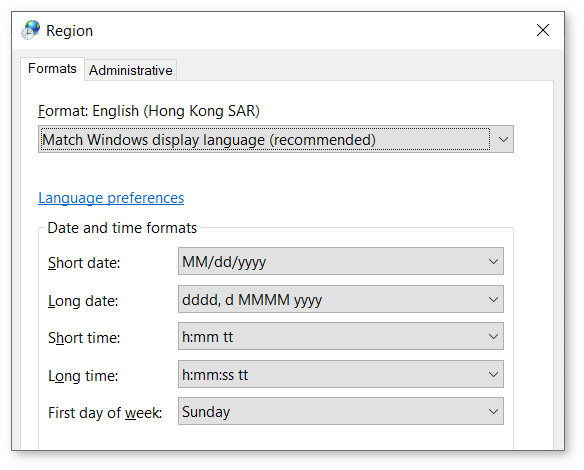 Region
Formats Administrative
Format: English (Hong Kong SAR)
Match Windows display language (recommended)
Language preferences
Date and time formats
Short date: MM/dd/yyyy
Long date: dddd, d MMMM yyyy
Short time: h:mm tt
Long time: h:mm:ss tt
First day of week: Sunday